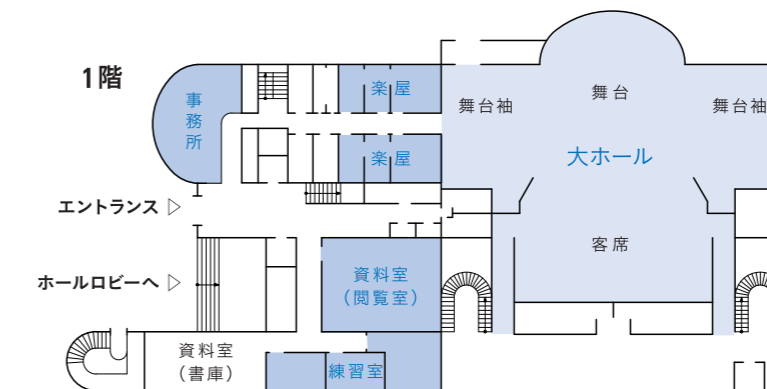 1階
事務所
楽屋
楽屋
舞台袖
舞台
舞台袖
大ホール
エントランス ▷
客席
ホールロビーへ ▷
資料室
（閲覧室）
資料室
（書庫）
練習室